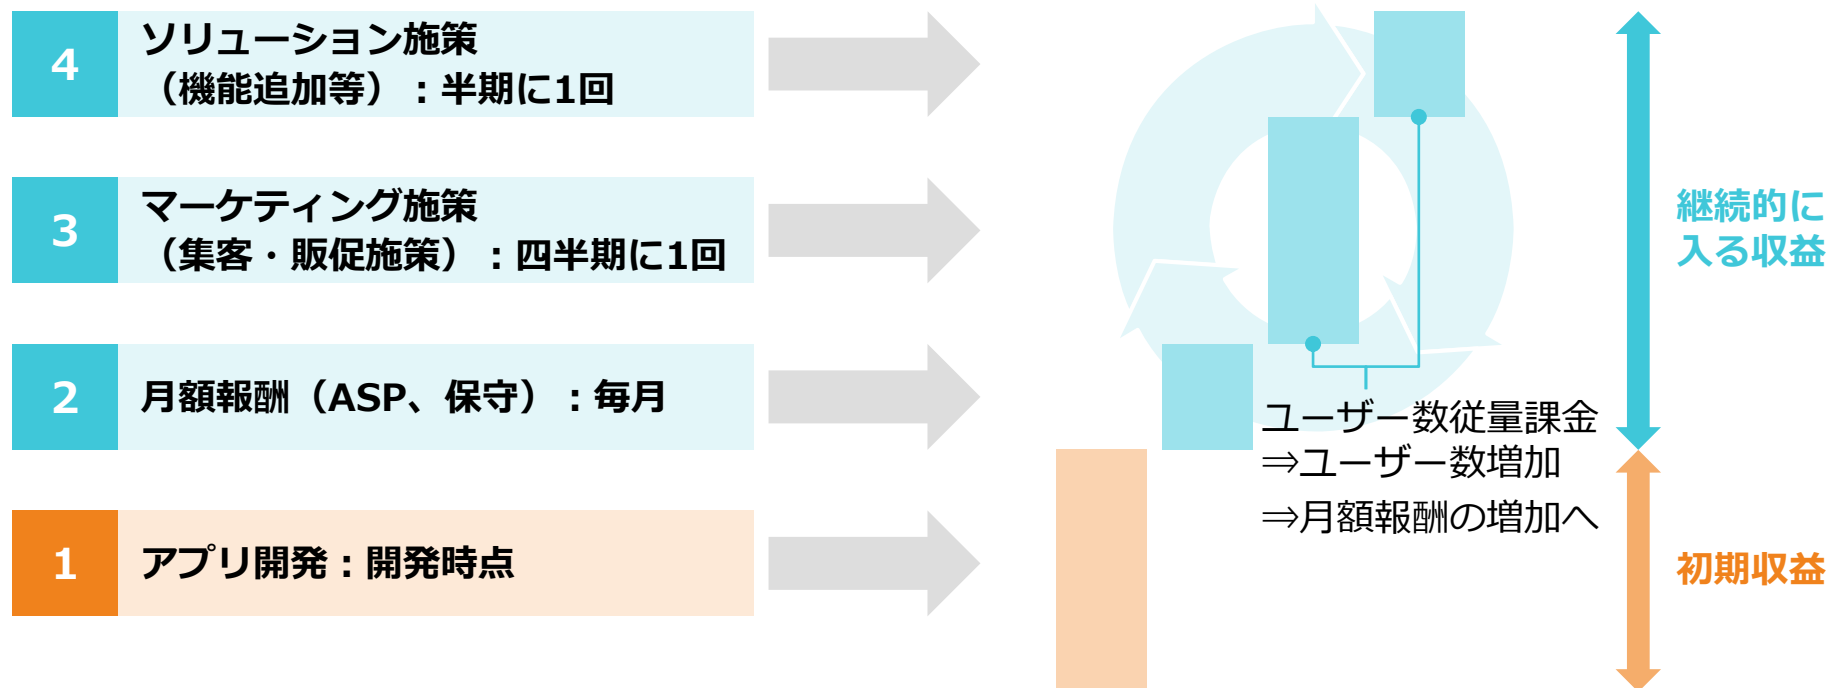 4
ソリューション施策
（機能追加等）：半期に1回
3
マーケティング施策
（集客・販促施策）：四半期に1回
2
月額報酬（ASP、保守）：毎月
1
アプリ開発：開発時点
ユーザー数従量課金
⇒ユーザー数増加
⇒月額報酬の増加へ
継続的に
入る収益
初期収益